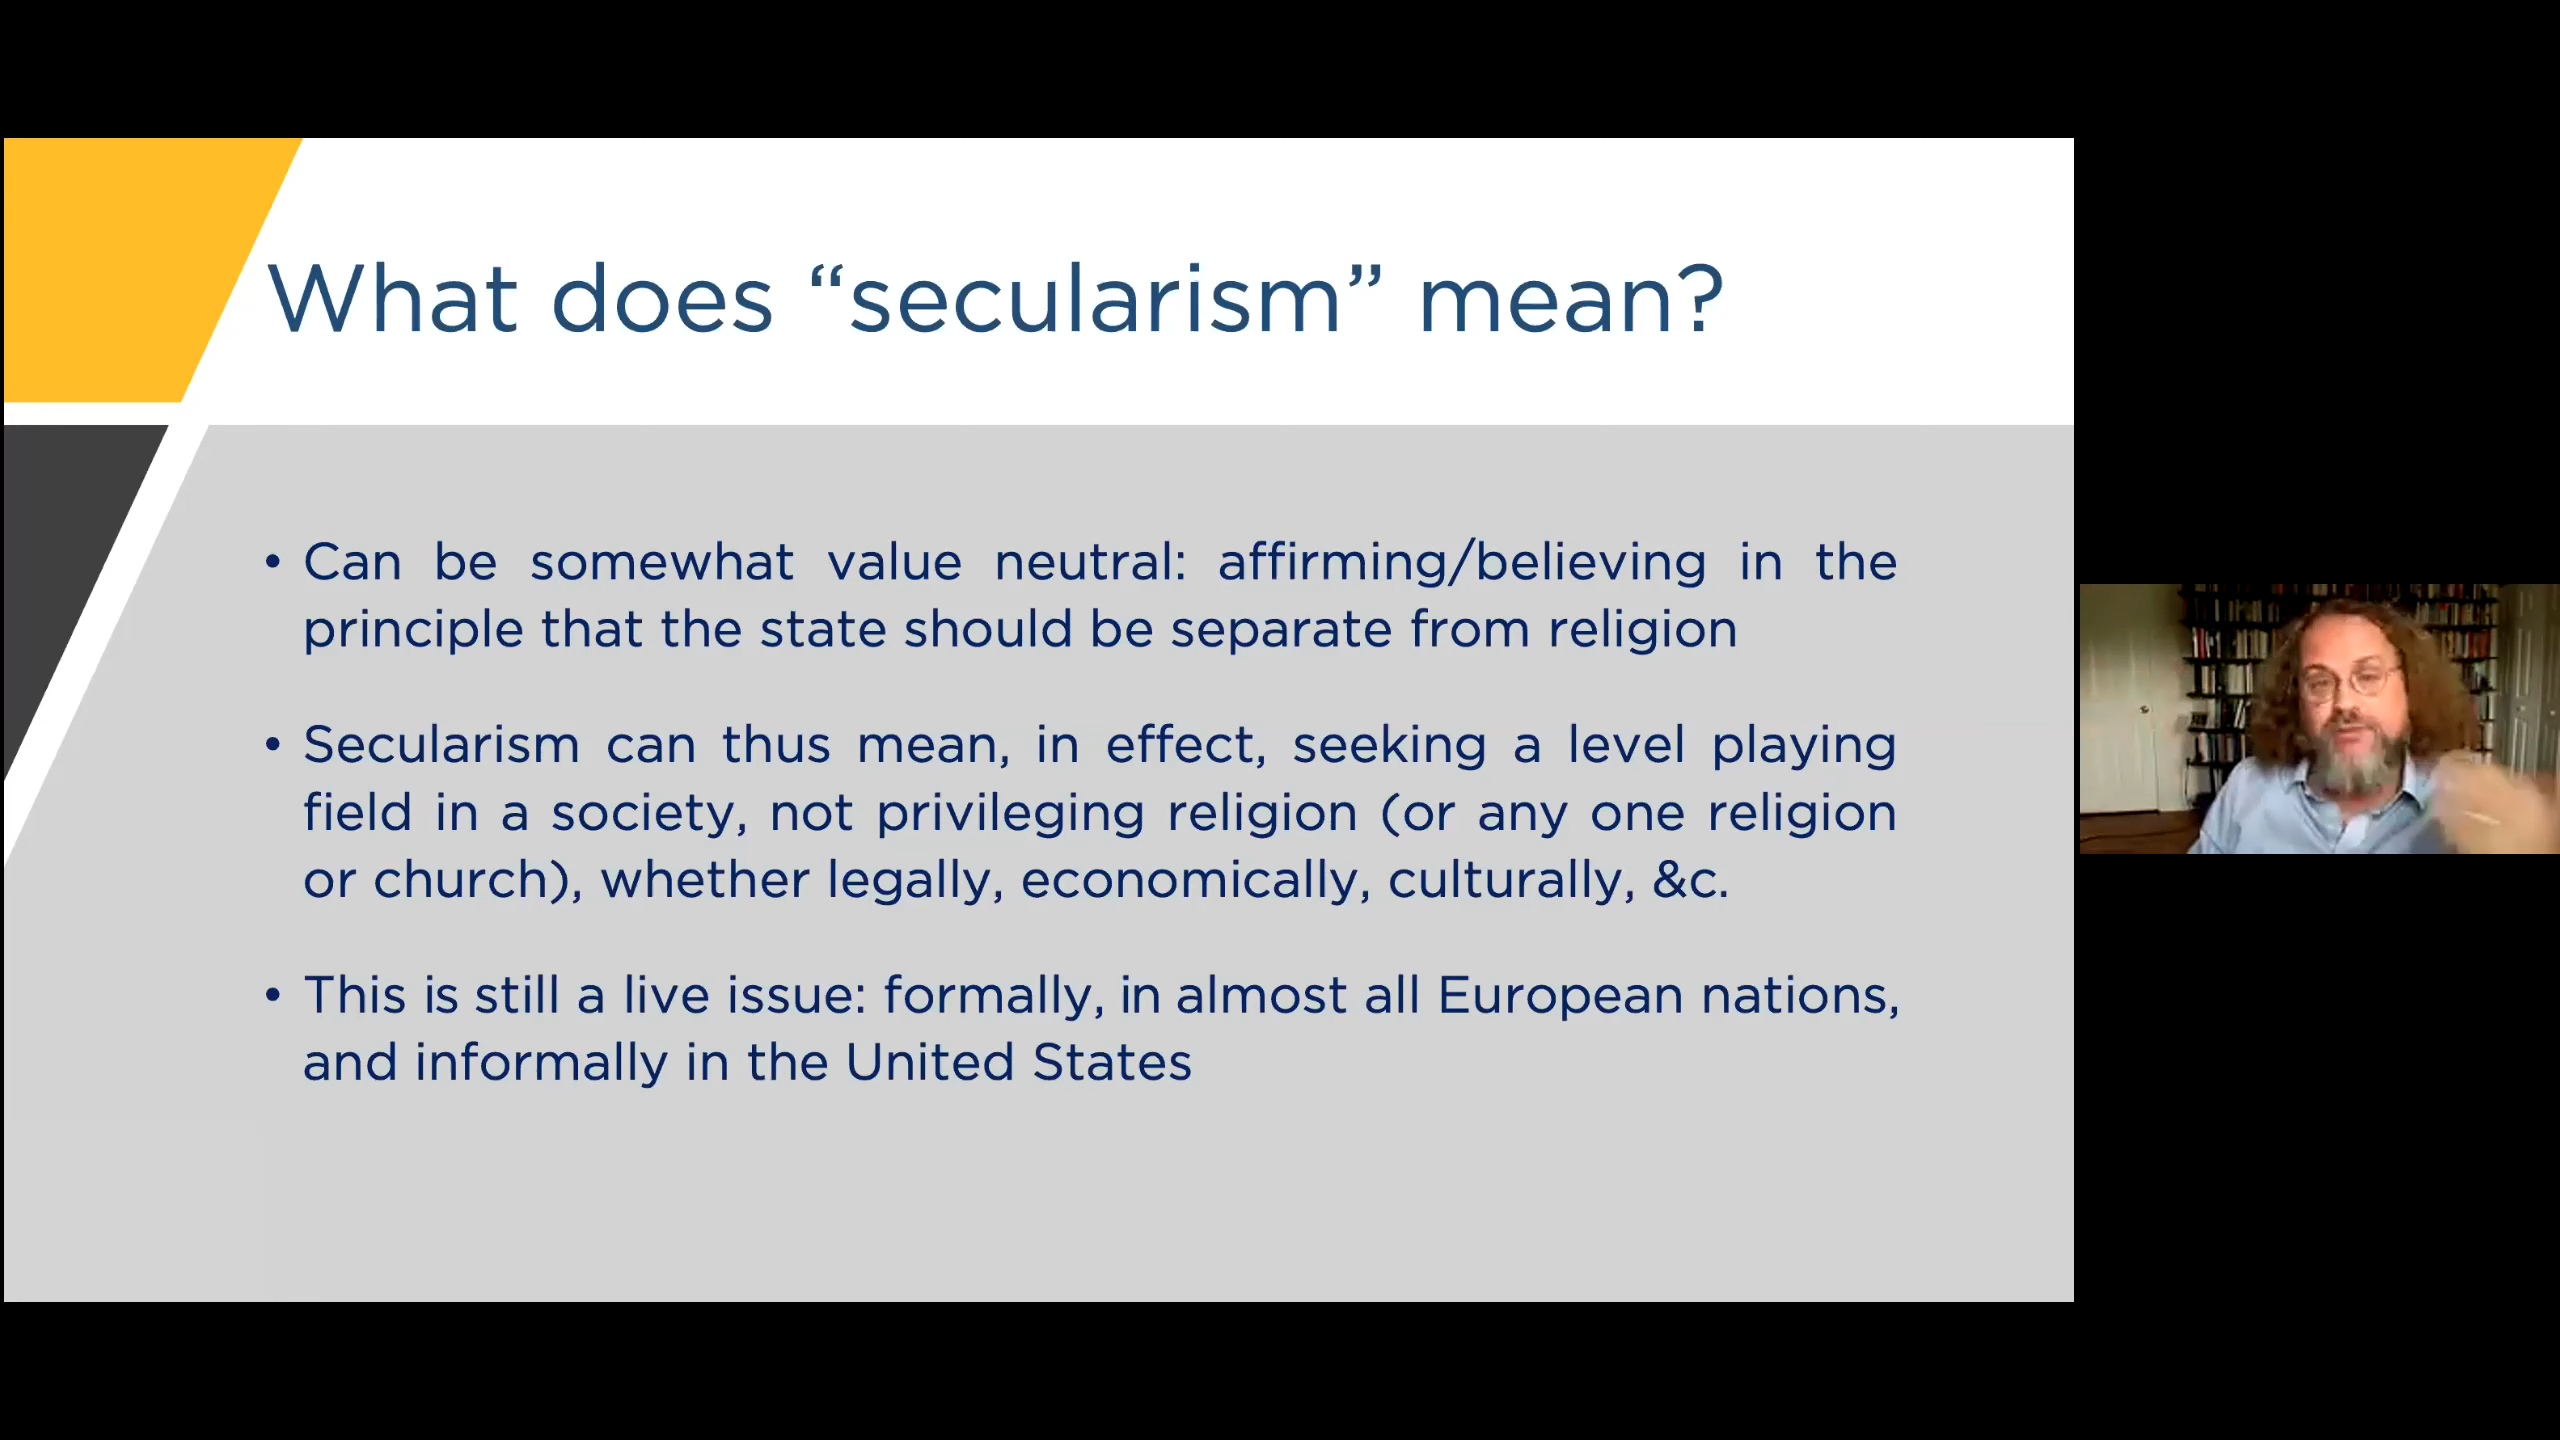 What does “secularism” mean?
• Can be somewhat value neutral: affirming/believing in the
principle that the state should be separate from religion
• Secularism can thus mean, in effect, seeking a level playing
field in a society, not privileging religion (or any one religion
or church), whether legally, economically, culturally, &c.
• This is still a live issue: formally, in almost all European nations,
and informally in the United States